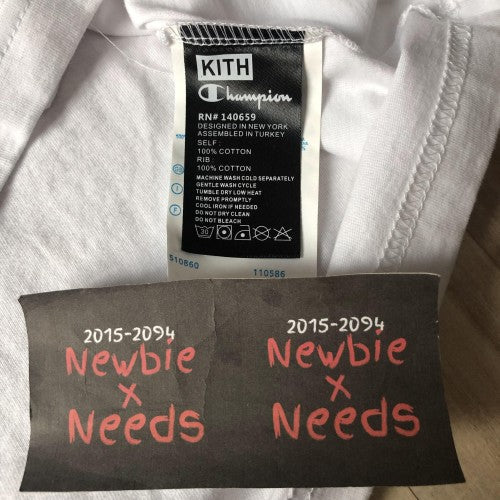 KITH
Champion
RN# 140659
DESIGNED IN NEW YORK
ASSEMBLED IN TURKEY
SELF :
100% COTTON
RIB
100% COTTON
MACHINE WASH COLD SEPARATELY
GENTLE WASH CYCLE
TUMBLE DRY LOW HEAT
REMOVE PROMPTLY
COOL IRON IF NEEDED
DO NOT DRY CLEAN
DO NOT BLEACH
30
510860
110586
2015-2094
Newbie
x
Needs
2015-2094
Newbie
x
Needs